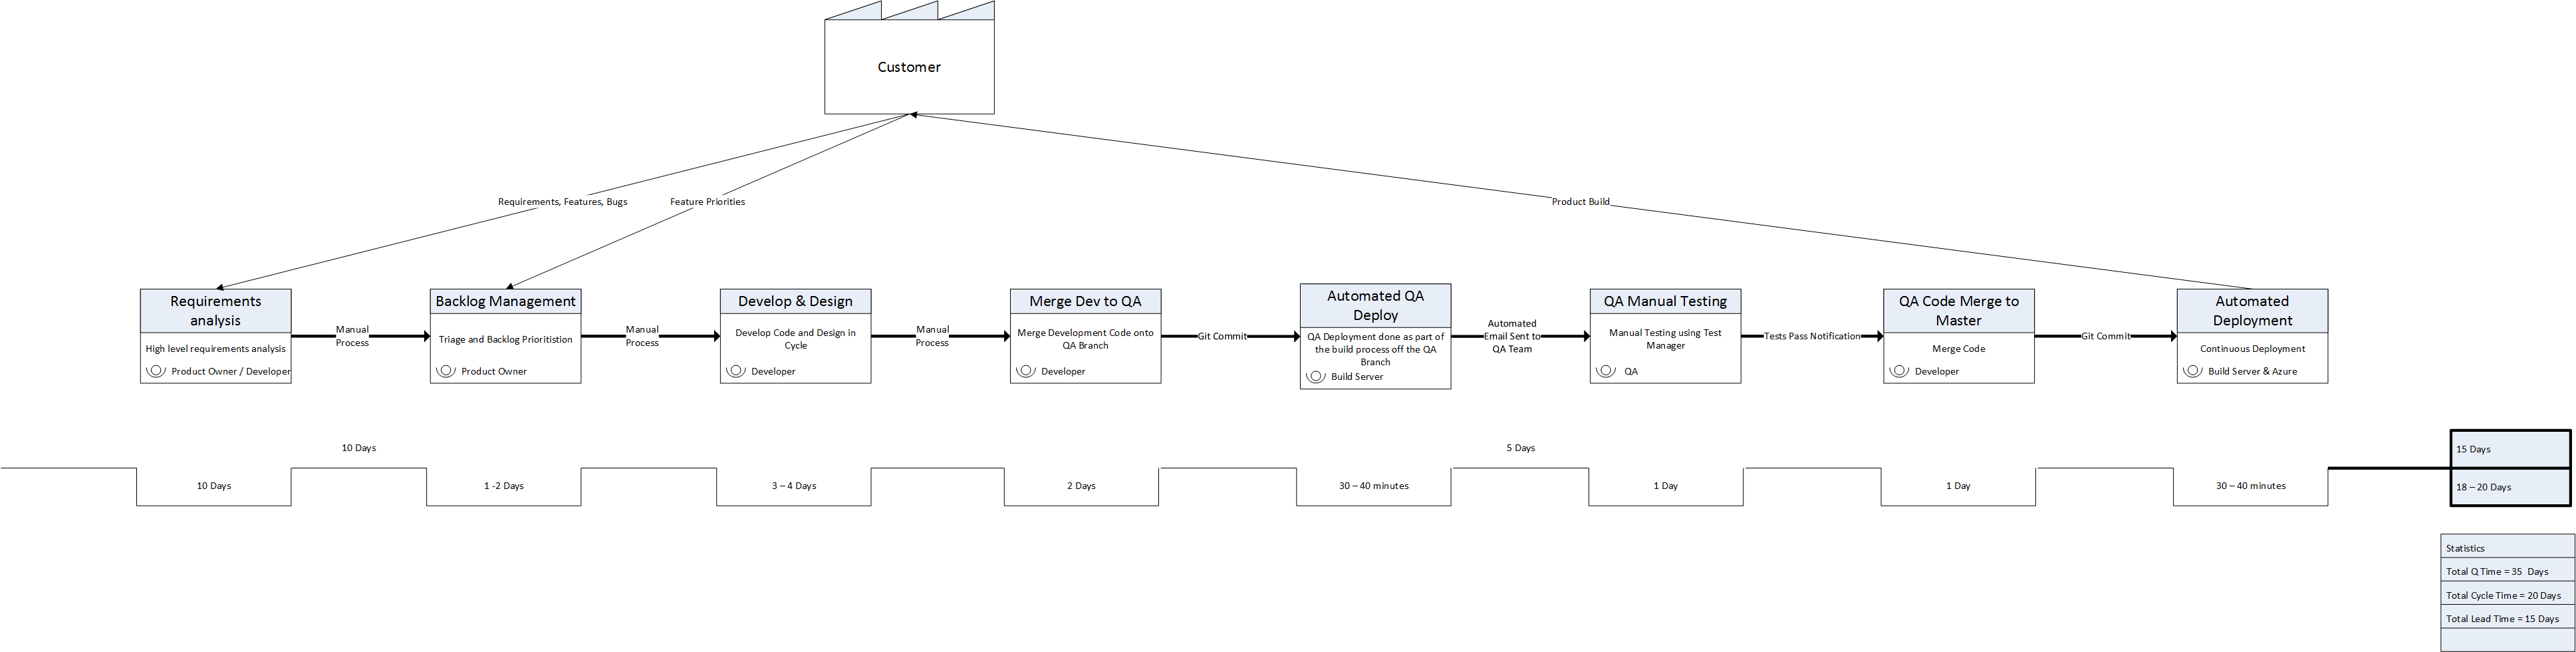 Customer
Requirements, Features, Bugs
Feature Priorities
Product Build
Requirements
analysis
High level requirements analysis
Product Owner / Developer
Manual
Process
Backlog Management
Triage and Backlog Prioritistion
Product Owner
Manual
Process
Develop & Design
Develop Code and Design in
Cycle
Developer
Manual
Process
Merge Dev to QA
Merge Development Code onto
QA Branch
Developer
Git Commit
Automated QA
Deploy
QA Deployment done as part of
the build process off the QA
Branch
Build Server
Automated
Email Sent to
QA Team
QA Manual Testing
Manual Testing using Test
Manager
QA
Tests Pass Notification
QA Code Merge to
Master
Merge Code
Developer
Git Commit
Automated
Deployment
Continuous Deployment
Build Server & Azure
10 Days
5 Days
15 Days
10 Days
1 -2 Days
3 – 4 Days
2 Days
30 – 40 minutes
1 Day
1 Day
30 – 40 minutes
18 – 20 Days
Statistics
Total Q Time = 35 Days
Total Cycle Time = 20 Days
Total Lead Time = 15 Days